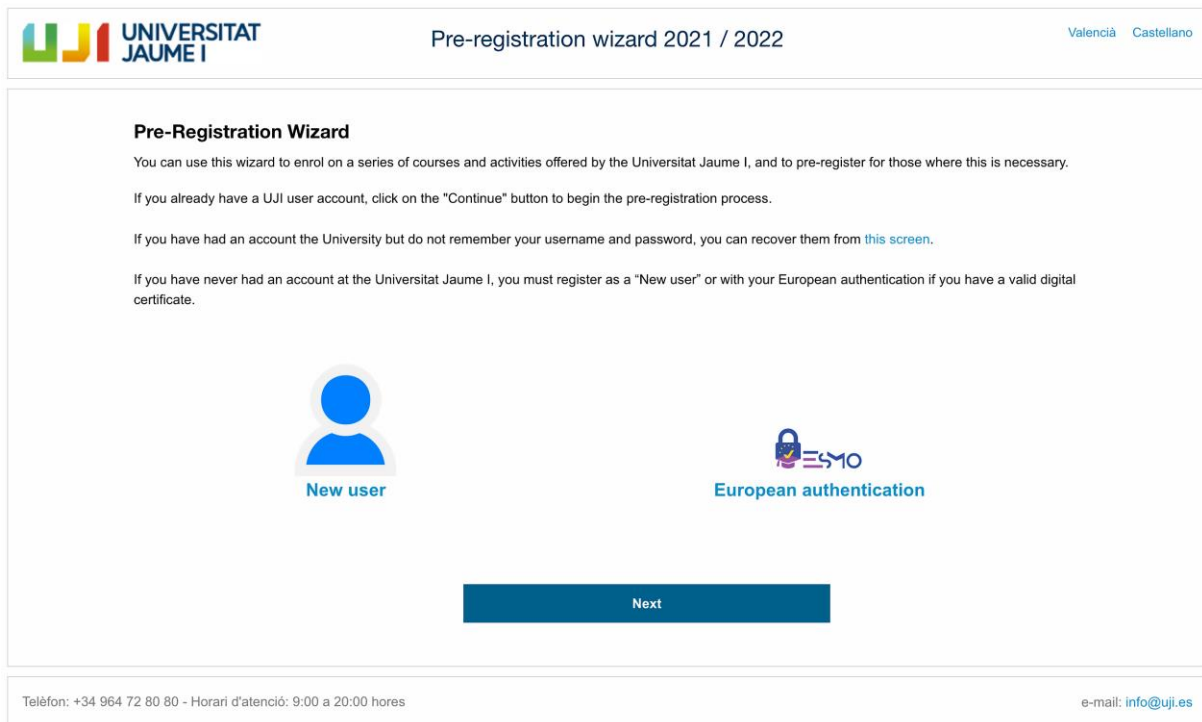 UJI UNIVERSITAT
JAUME I
Pre-registration wizard 2021 / 2022
Valencià Castellano
Pre-Registration Wizard
You can use this wizard to enrol on a series of courses and activities offered by the Universitat Jaume I, and to pre-register for those where this is necessary.
If you already have a UJI user account, click on the "Continue" button to begin the pre-registration process.
If you have had an account the University but do not remember your username and password, you can recover them from this screen.
If you have never had an account at the Universitat Jaume I, you must register as a “New user” or with your European authentication if you have a valid digital
certificate.
ESMO
New user
European authentication
Next
Telèfon: +34 964 72 80 80 - Horari d'atenció: 9:00 a 20:00 hores
e-mail: info@uji.es